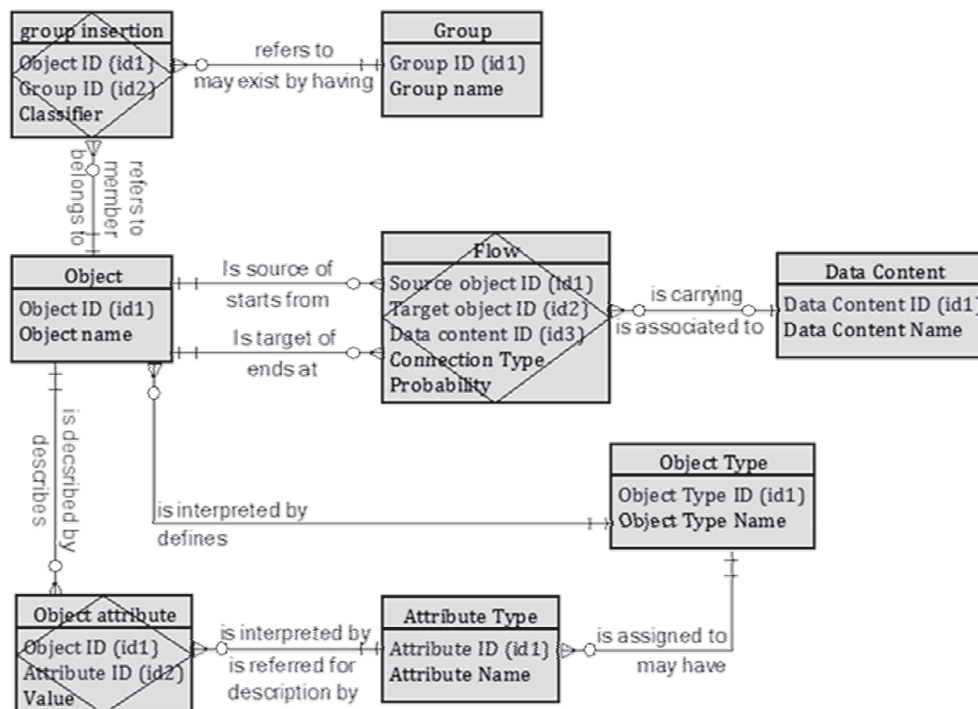 group insertion
Object ID (id1)
Group ID (id2)
Classifier
refers to
may exist by having
Group
Group ID (id1)
Group name
refers to
member
belongs to
Object
Object ID (id1)
Object name
Is source of
starts from
Is target of
ends at
Flow
Source object ID (id1)
Target object ID (id2)
Data content ID (id3)
Connection Type
Probability
is carrying
is associated to
Data Content
Data Content ID (id1)
Data Content Name
is decsribed by
describes
is interpreted by
defines
Object Type
Object Type ID (id1)
Object Type Name
Object attribute
Object ID (id1)
Attribute ID (id2)
Value
is interpreted by
is referred for
description by
Attribute Type
Attribute ID (id1)
Attribute Name
is assigned to
may have